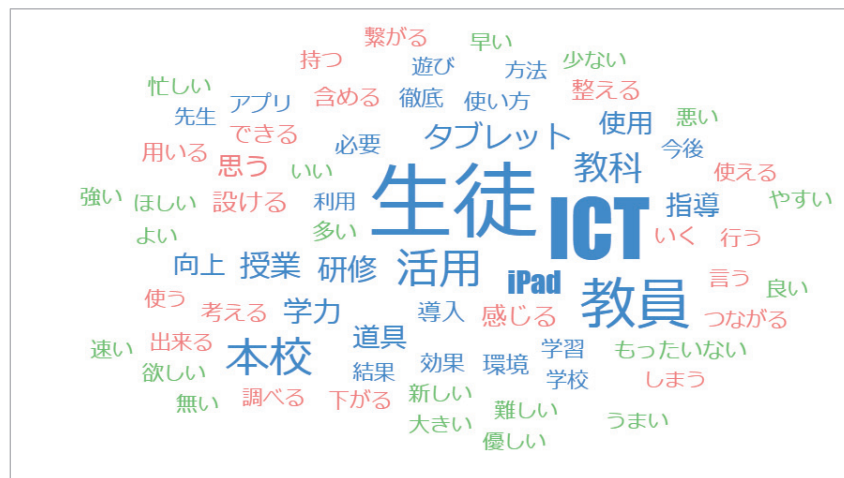 繋がる 早い
持つ 遊び 方法 少ない
忙しい アプリ 含める 徹底 使い方 整える
先生 できる 必要 タブレット 使用 悪い
用いる 思う いい 教科 今後 使える
強い ほしい 設ける 利用 生徒 ICT 指導 やすい
よい 多い いく 行う
向上 授業 研修 活用 iPad 教員 言う 良い
使う 考える 学力 導入 感じる つながる
速い 出来る 本校 道具 学習 もったいない
欲しい 結果 効果 環境 学校 しまう
無い 調べる 下がる 新しい 難しい
大きい 優しい うまい